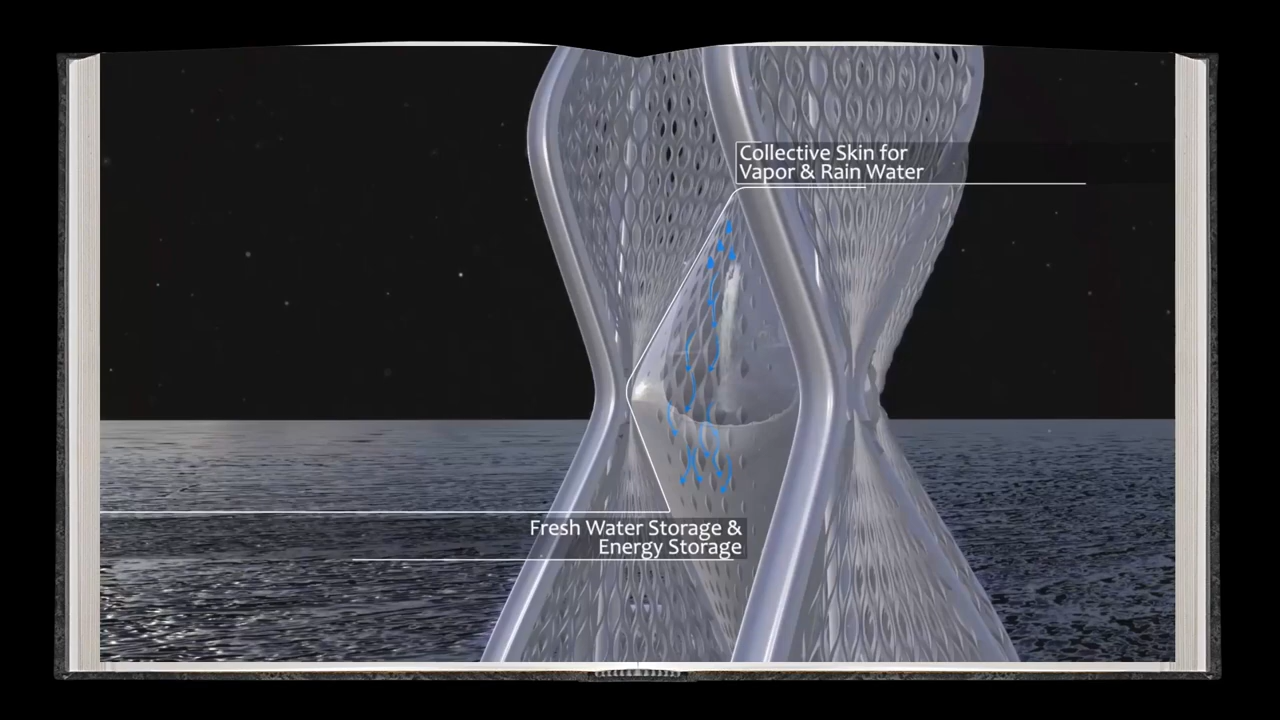 Collective Skin for
Vapor & Rain Water
Fresh Water Storage &
Energy Storage